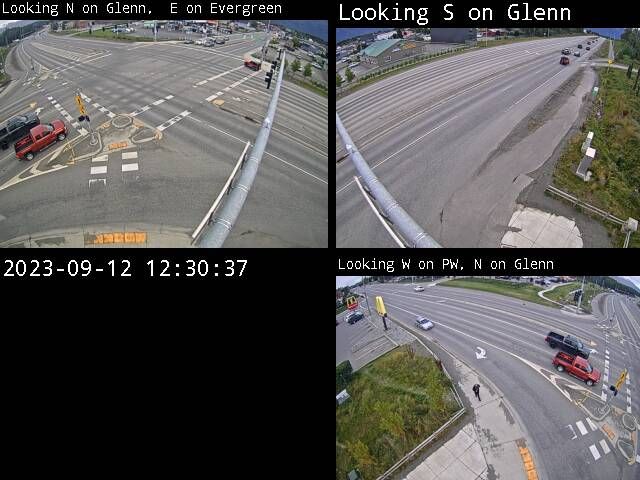 Looking N on Glenn,  E on Evergreen
Looking S on Glenn
2023-09-12 12:30:37
Looking W on PW, N on Glenn